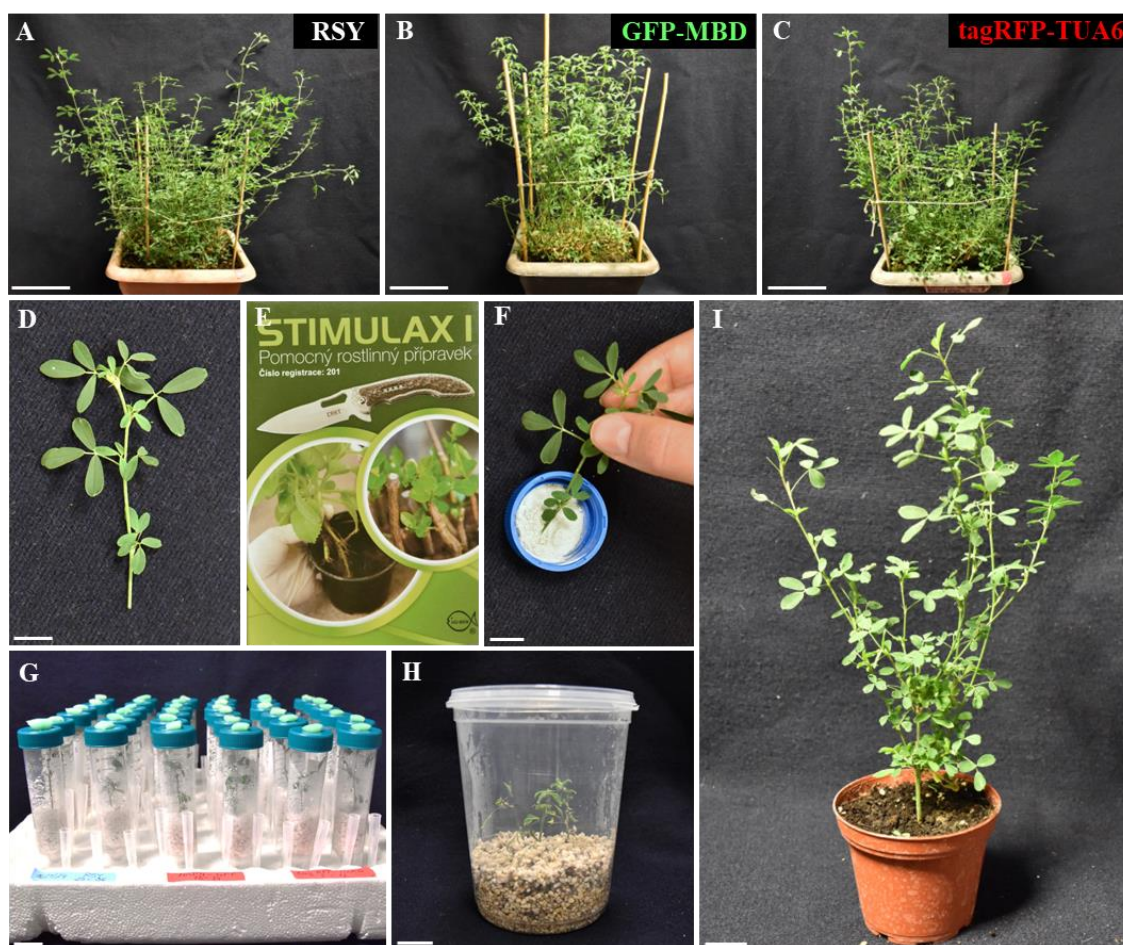 A
RSY
B
GFP-MBD
C
tagRFP-TUA6
D
E
STIMULAX I
Pomocný rostlinný přípravek
Číslo registrace: 201
F
I
G
H